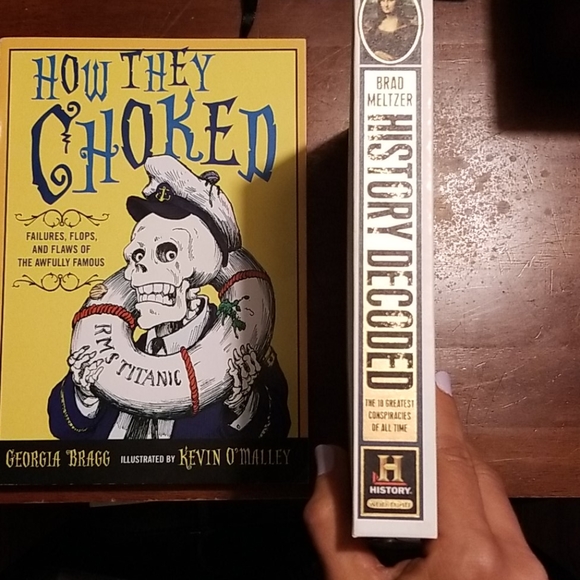 HOW THEY
CHOKED
FAILURES, FLOPS,
AND FLAWS OF
THE AWFULLY FAMOUS
RMS TITANIC
GEORGIA BRAGG ILLUSTRATED BY KEVIN O'MALLEY
BRAD
MELTZER
HISTORY DECODED
THE 10 GREATEST
CONSPIRACIES
OF ALL TIME
H
HISTORY